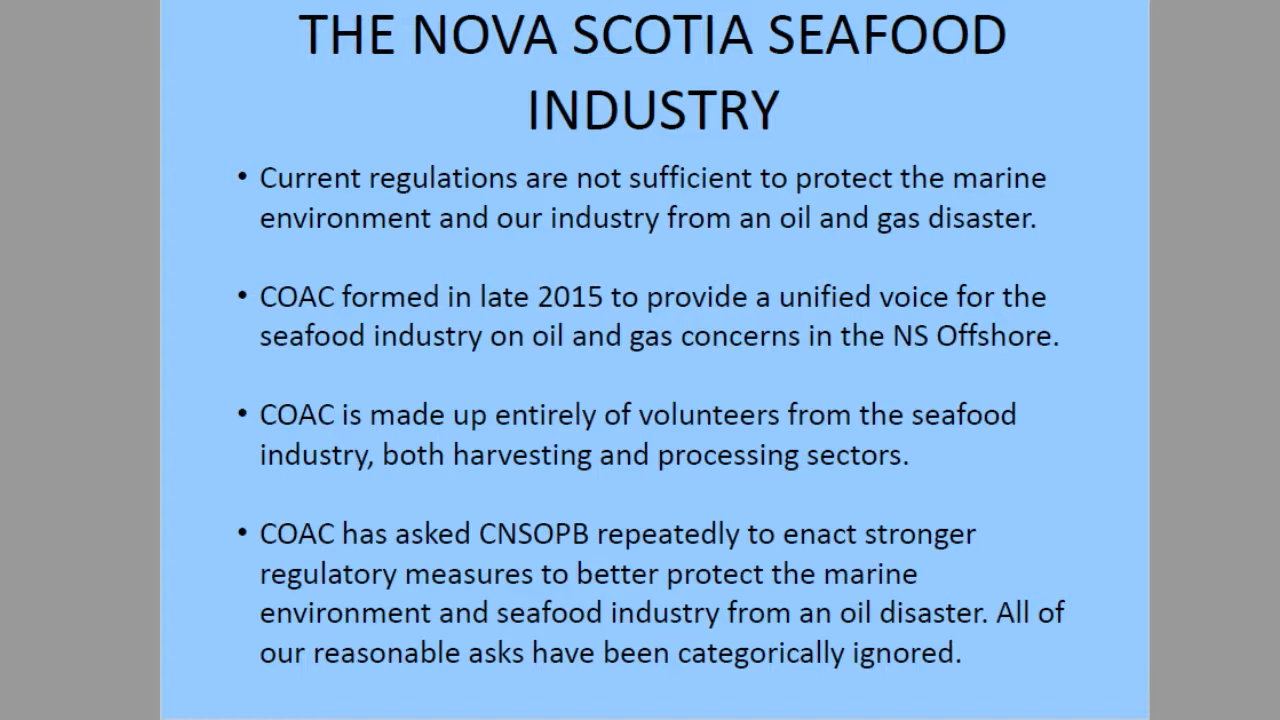 THE NOVA SCOTIA SEAFOOD
INDUSTRY
• Current regulations are not sufficient to protect the marine
environment and our industry from an oil and gas disaster.
• COAC formed in late 2015 to provide a unified voice for the
seafood industry on oil and gas concerns in the NS Offshore.
• COAC is made up entirely of volunteers from the seafood
industry, both harvesting and processing sectors.
• COAC has asked CNSOPB repeatedly to enact stronger
regulatory measures to better protect the marine
environment and seafood industry from an oil disaster. All of
our reasonable asks have been categorically ignored.